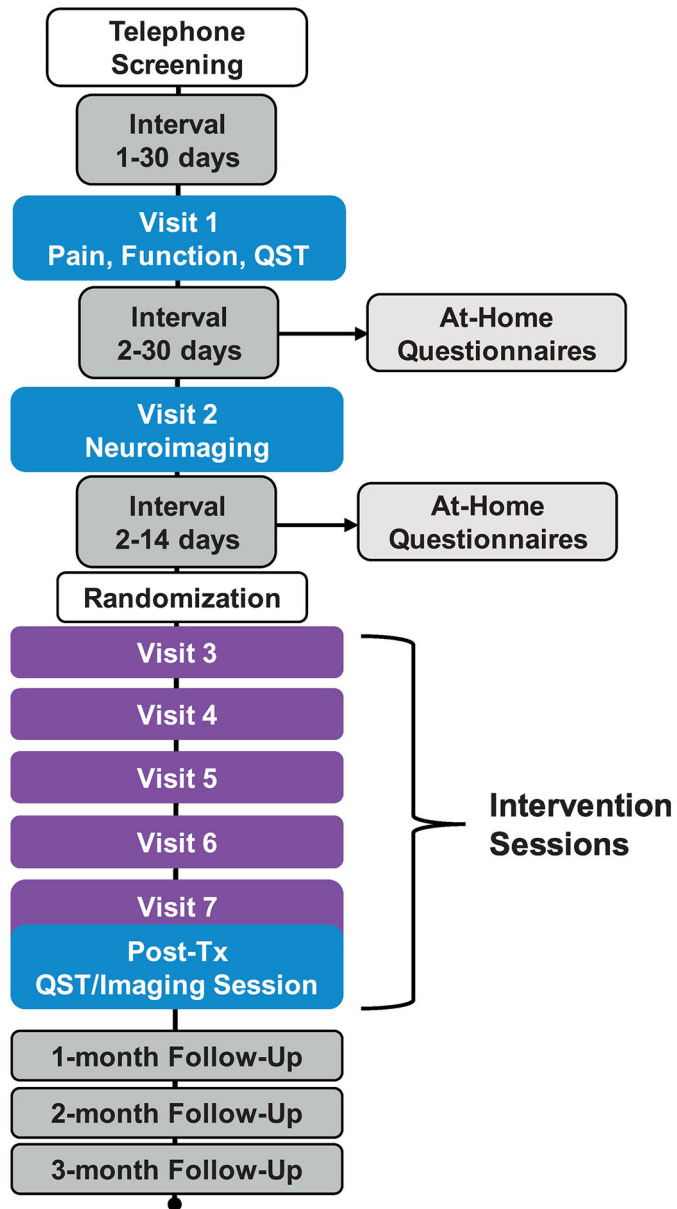 Telephone
Screening
Interval
1-30 days
Visit 1
Pain, Function, QST
Interval
2-30 days
At-Home
Questionnaires
Visit 2
Neuroimaging
Interval
2-14 days
At-Home
Questionnaires
Randomization
Visit 3
Visit 4
Visit 5
Visit 6
Intervention
Sessions
Visit 7
Post-Tx
QST/Imaging Session
1-month Follow-Up
2-month Follow-Up
3-month Follow-Up